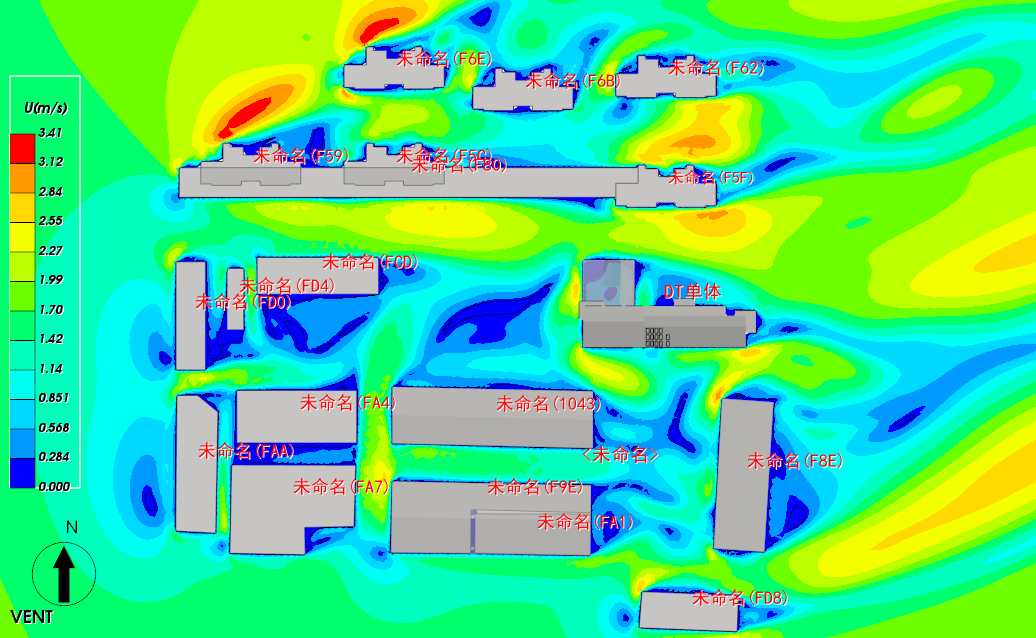 未命名(F6E)
未命名(F62)
未命名(F6B)
U(m/s)
3.41
3.12
2.84
2.55
2.27
1.99
1.70
1.42
1.14
0.851
0.568
0.284
0.000
未命名(F59)
未命名(F5C)
未命名(F80)
未命名(F5F)
未命名(FCD)
未命名(FD4)
未命名(FD0)
DT单体
未命名(FA4)
未命名(1043)
未命名(FAA)
<未命名>
未命名(F8E)
未命名(FA7)
未命名(F9E)
未命名(FA1)
N
未命名(FD8)
VENT